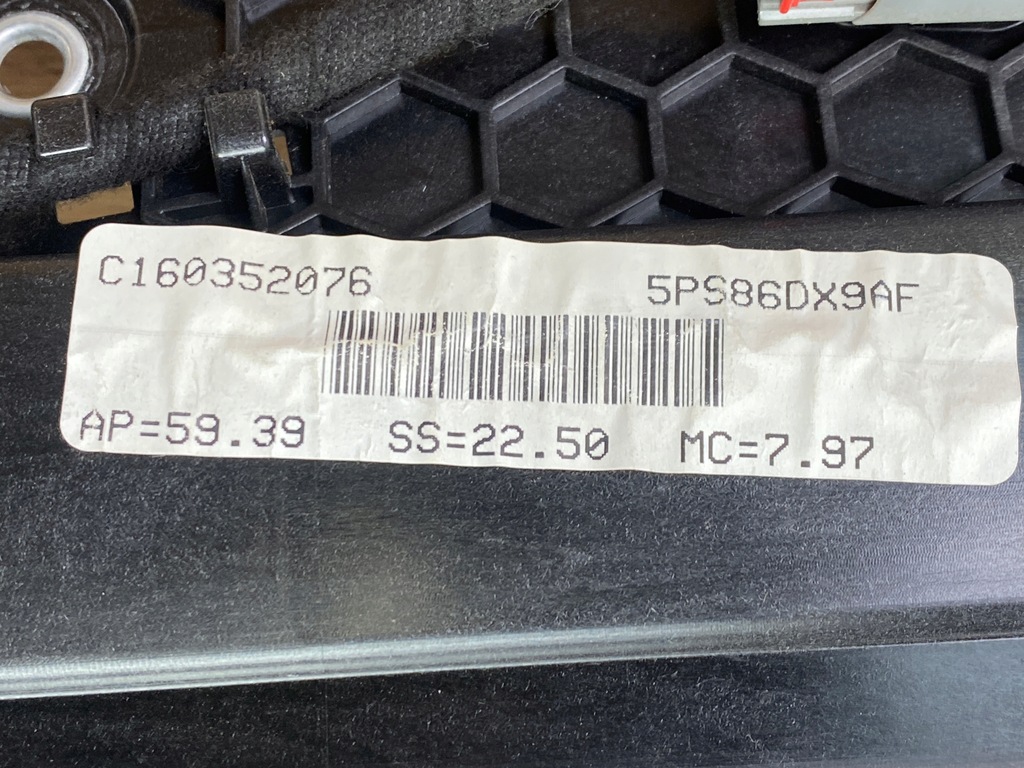 C160352076 5PS86DX9AF
AP=59.39 SS=22.50 MC=7.97